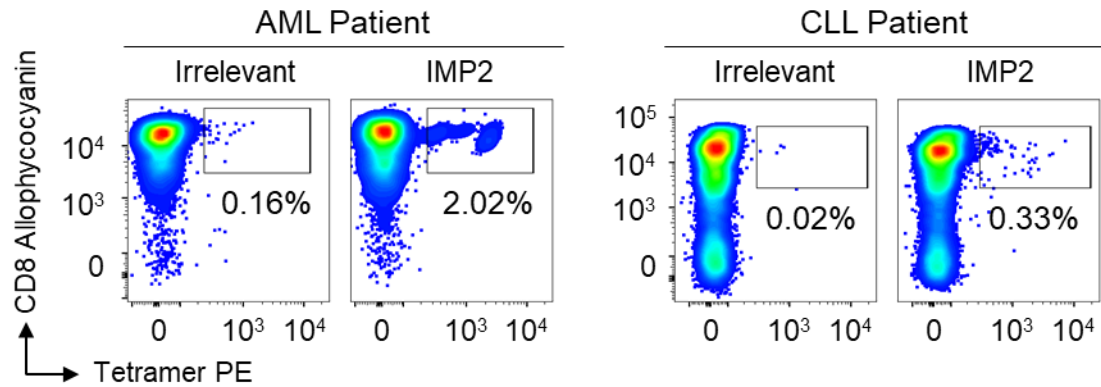 AML Patient
CLL Patient
Irrelevant
IMP2
Irrelevant
IMP2
CD8 Allophycocyanin
10⁴
10³
0
0.16%
2.02%
10⁵
10⁴
10³
0
0.02%
0.33%
0 10³ 10⁴
0 10³ 10⁴
0 10³ 10⁴
0 10³ 10⁴
Tetramer PE